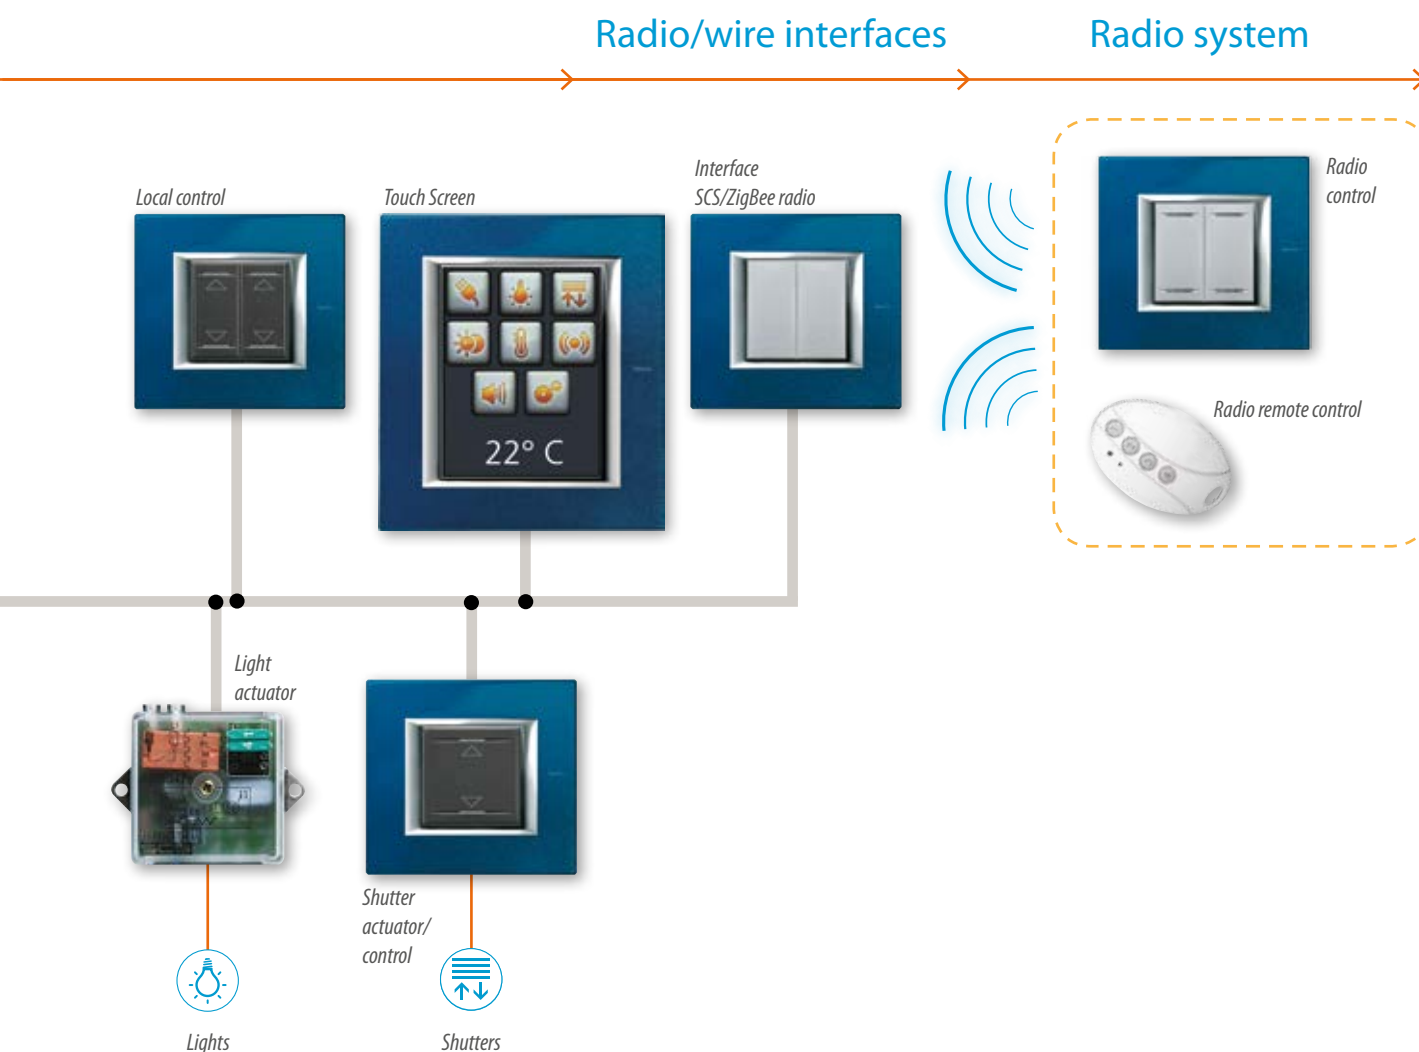 Radio/wire interfaces
Radio system
Local control
Touch Screen
Interface
SCS/ZigBee radio
Radio
control
22° C
Radio remote control
Light
actuator
Shutter
actuator/
control
Lights
Shutters